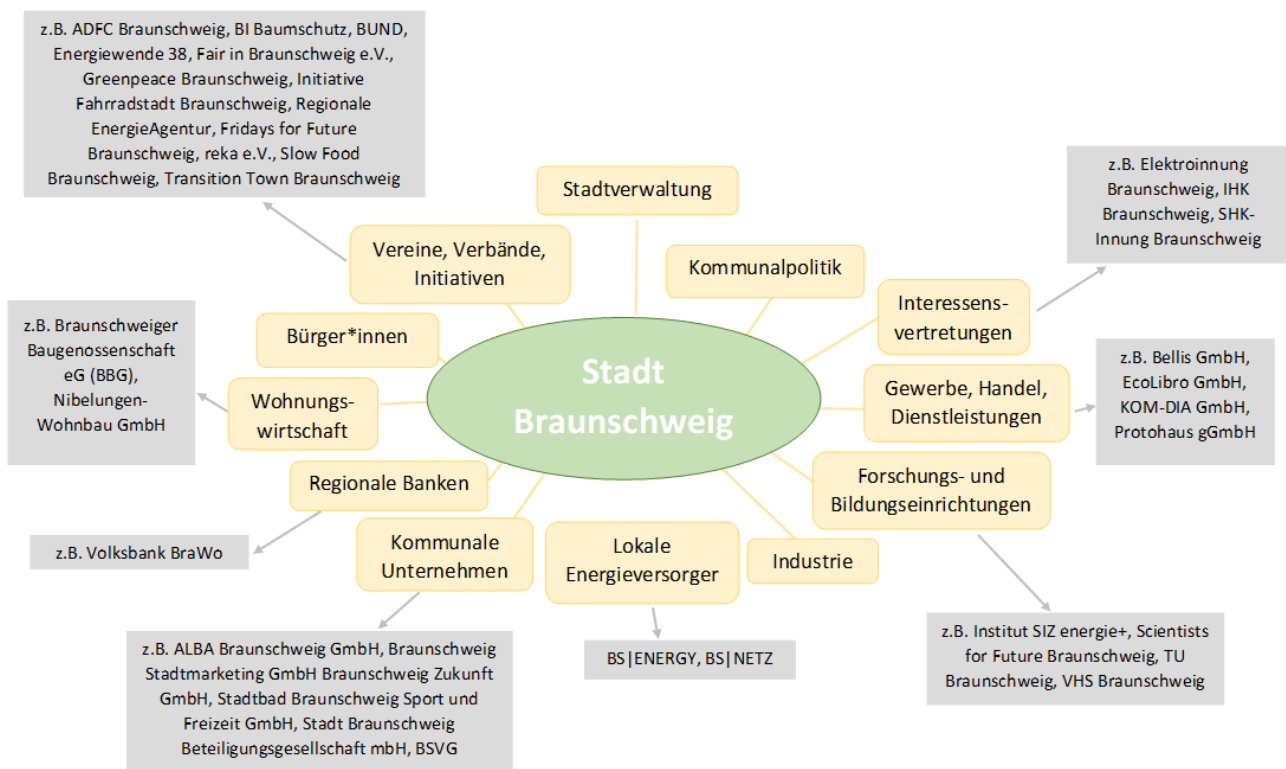 z.B. ADFC Braunschweig, BI Baumschutz, BUND,
Energiewende 38, Fair in Braunschweig e.V.,
Greenpeace Braunschweig, Initiative
Fahrradstadt Braunschweig, Regionale
EnergieAgentur, Fridays for Future
Braunschweig, reka e.V., Slow Food
Braunschweig, Transition Town Braunschweig
Stadtverwaltung
z.B. Elektroinnung
Braunschweig, IHK
Braunschweig, SHK-
Innung Braunschweig
Vereine, Verbände,
Initiativen
Kommunalpolitik
Interessens-
vertretungen
z.B. Braunschweiger
Baugenossenschaft
eG (BBG),
Nibelungen-
Wohnbau GmbH
Bürger*innen
Stadt
Braunschweig
Gewerbe, Handel,
Dienstleistungen
z.B. Bellis GmbH,
EcoLibro GmbH,
KOM-DIA GmbH,
Protohaus gGmbH
Wohnungs-
wirtschaft
Regionale Banken
Forschungs- und
Bildungseinrichtungen
z.B. Volksbank BraWo
Kommunale
Unternehmen
Lokale
Energieversorger
Industrie
z.B. ALBA Braunschweig GmbH, Braunschweig
Stadtmarketing GmbH Braunschweig Zukunft
GmbH, Stadtbad Braunschweig Sport und
Freizeit GmbH, Stadt Braunschweig
Beteiligungsgesellschaft mbH, BSVG
BS|ENERGY, BS|NETZ
z.B. Institut SIZ energie+, Scientists
for Future Braunschweig, TU
Braunschweig, VHS Braunschweig